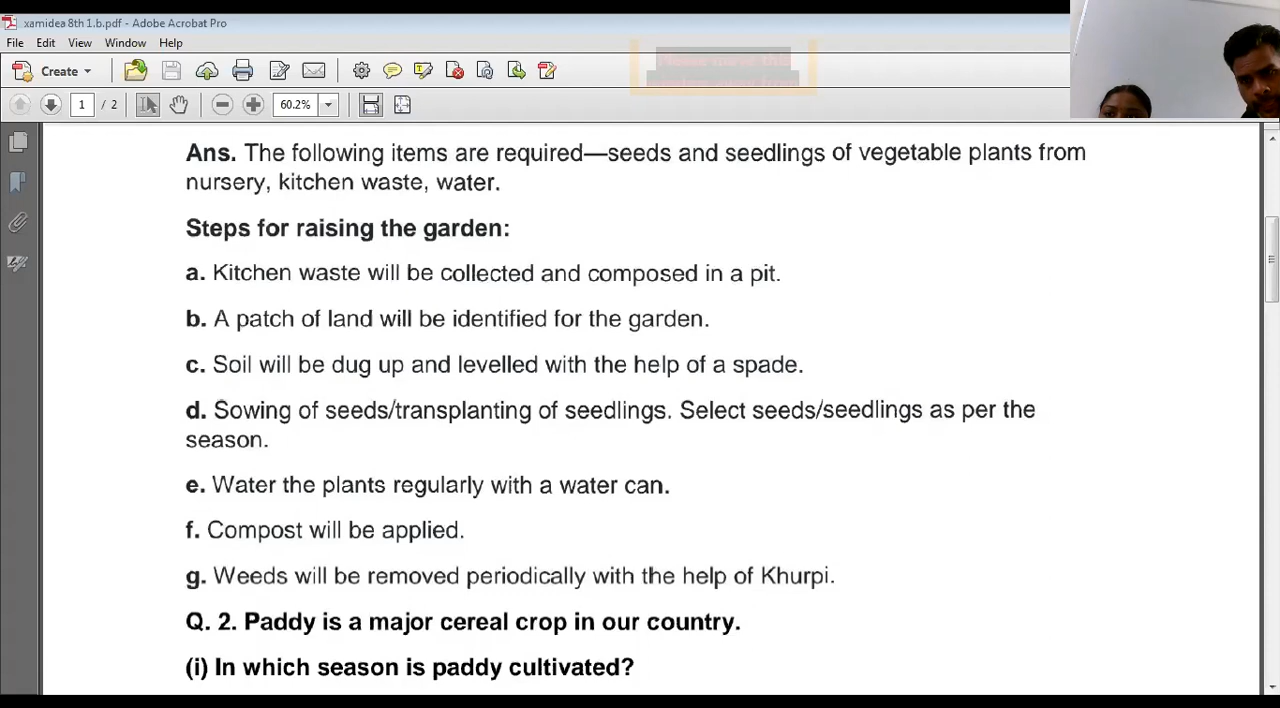 xamidea 8th 1.b.pdf - Adobe Acrobat Pro
File Edit View Window Help
Create
1 / 2 60.2%
Ans. The following items are required—seeds and seedlings of vegetable plants from
nursery, kitchen waste, water.
Steps for raising the garden:
a. Kitchen waste will be collected and composed in a pit.
b. A patch of land will be identified for the garden.
c. Soil will be dug up and levelled with the help of a spade.
d. Sowing of seeds/transplanting of seedlings. Select seeds/seedlings as per the
season.
e. Water the plants regularly with a water can.
f. Compost will be applied.
g. Weeds will be removed periodically with the help of Khurpi.
Q. 2. Paddy is a major cereal crop in our country.
(i) In which season is paddy cultivated?